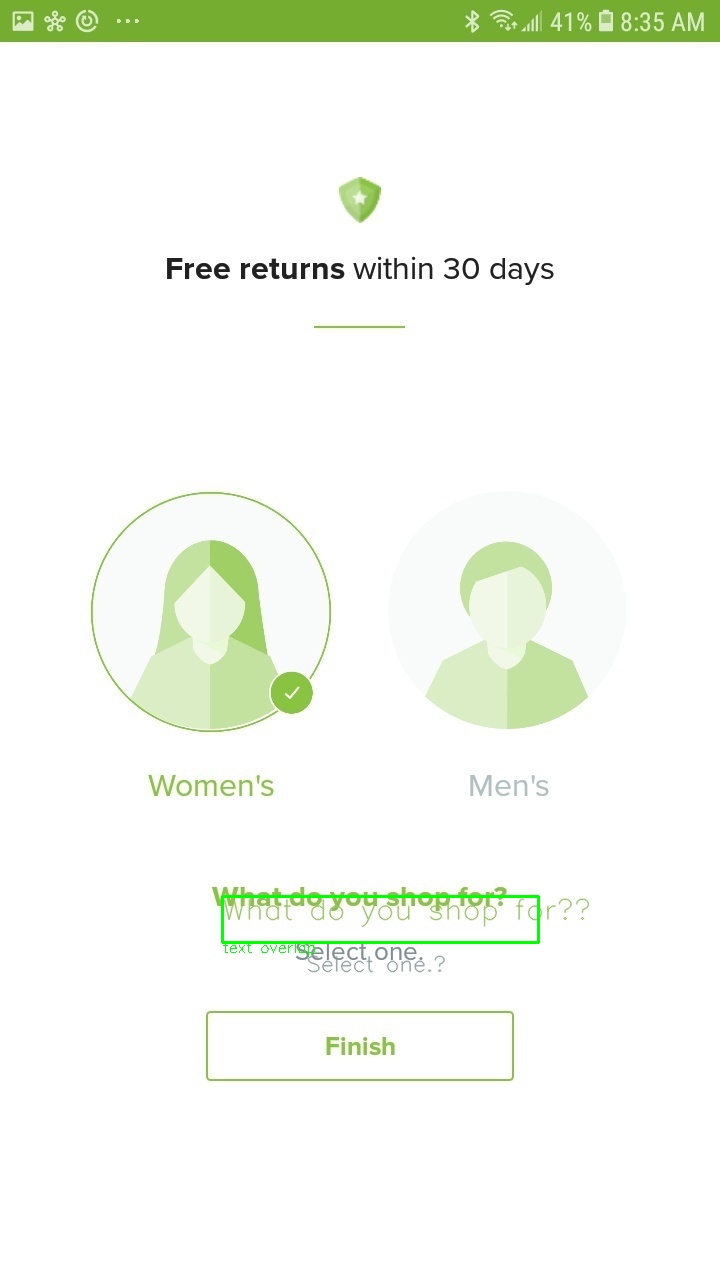 41% 8:35 AM
Free returns within 30 days
Women's
Men's
What do you shop for?
What do you shop for??
text overlap
Select one.
Select one.?
Finish